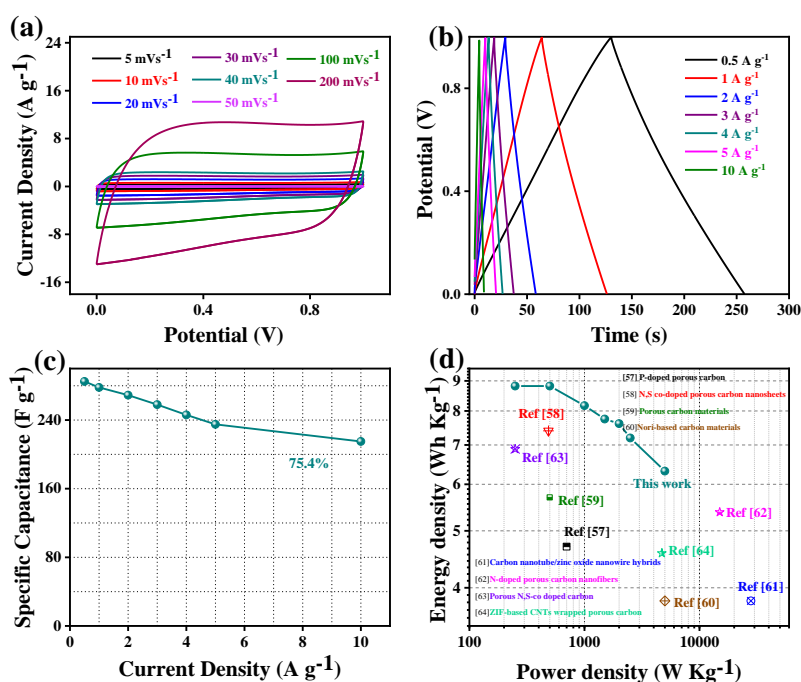 (a)
24
12
0
-8
-16
Current Density (A g-1)
0.0
0.4
0.8
Potential (V)
5 mVs-1
10 mVs-1
20 mVs-1
30 mVs-1
40 mVs-1
50 mVs-1
100 mVs-1
200 mVs-1
(b)
0.8
0.4
0.0
Potential (V)
0
50
100
150
200
250
300
Time (s)
0.5 A g-1
1 A g-1
2 A g-1
3 A g-1
4 A g-1
5 A g-1
10 A g-1
(c)
240
160
80
0
Specific Capacitance (F g-1)
0
2
4
6
8
10
Current Density (A g-1)
75.4%
(d)
9
8
7
6
5
4
Energy density (Wh Kg-1)
100
1000
10000
Power density (W Kg-1)
[57] P-doped porous carbon
[58] N,S co-doped porous carbon nanosheets
[59] Porous carbon materials
[60]Nori-based carbon materials
Ref [58]
Ref [63]
This work
Ref [59]
Ref [62]
Ref [57]
Ref [64]
[61]Carbon nanotube/zinc oxide nanowire hybrids
[62]N-doped porous carbon nanofibers
[63]Porous N,S-co doped carbon
[64]ZIF-based CNTs wrapped porous carbon
Ref [61]
Ref [60]